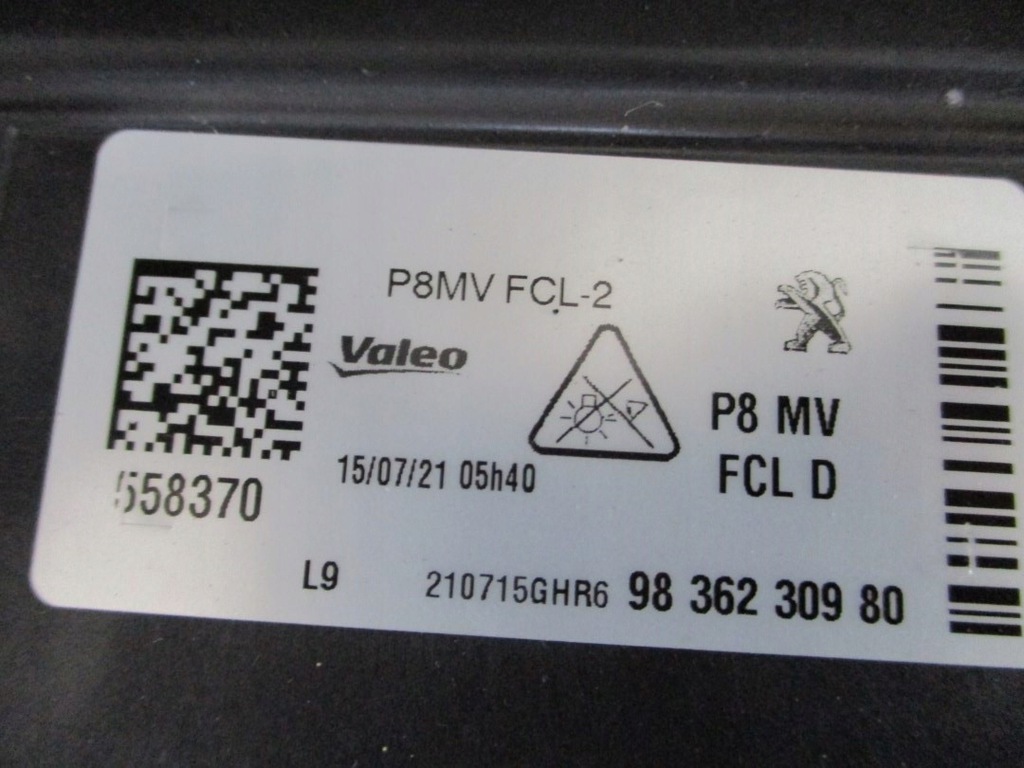 P8MV FCL-2
Valeo
P8 MV
15/07/21 05h40
FCL D
558370
L9
210715GHR6 98 362 309 80